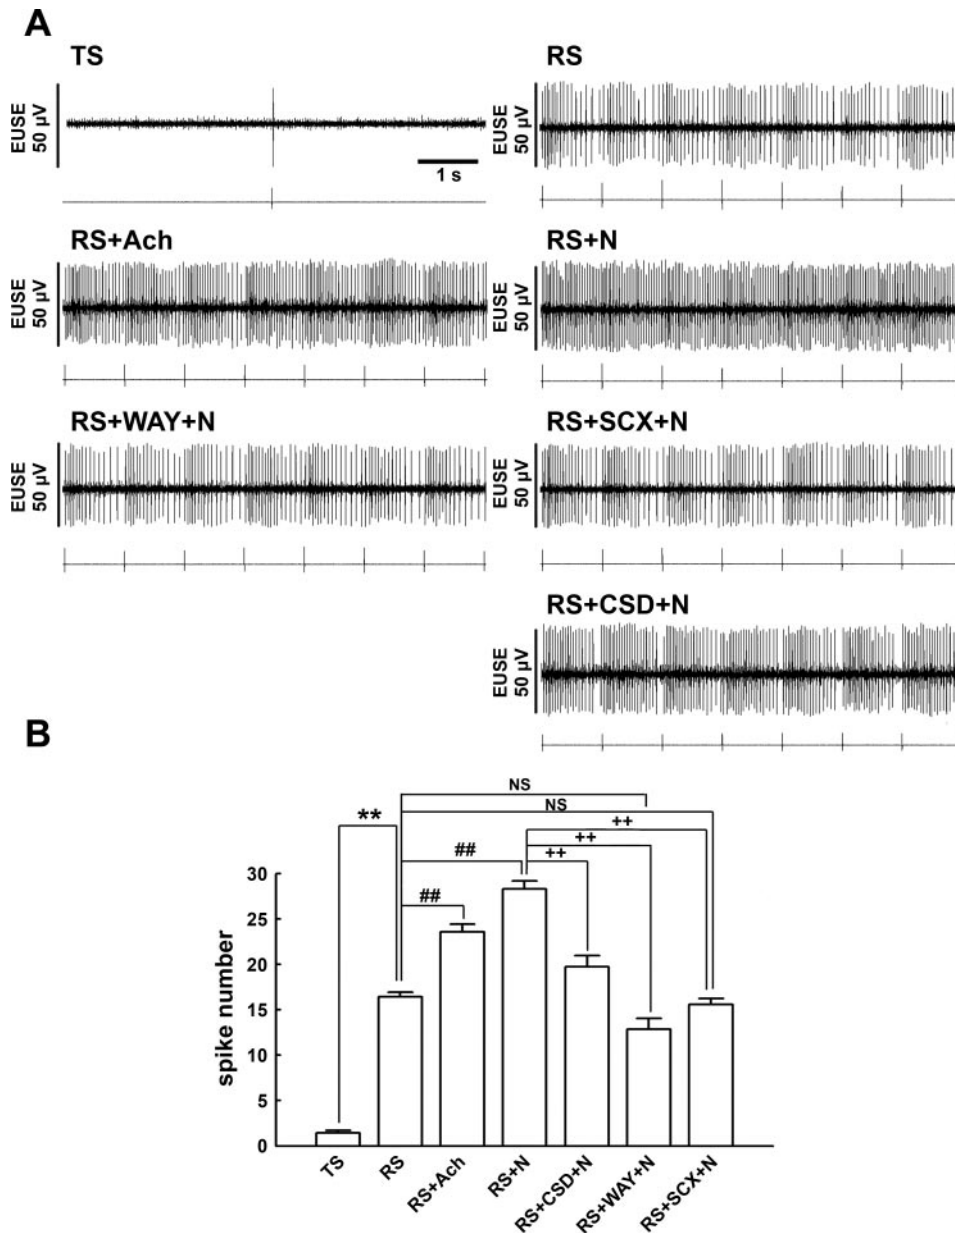 A
TS
RS
EUSE
50 µV
1 s
EUSE
50 µV
RS+Ach
RS+N
EUSE
50 µV
EUSE
50 µV
RS+WAY+N
RS+SCX+N
EUSE
50 µV
EUSE
50 µV
RS+CSD+N
EUSE
50 µV
B
NS
NS
**
++
++
##
++
##
spike number
30
25
20
15
10
5
0
TS
RS
RS+Ach
RS+N
RS+CSD+N
RS+WAY+N
RS+SCX+N